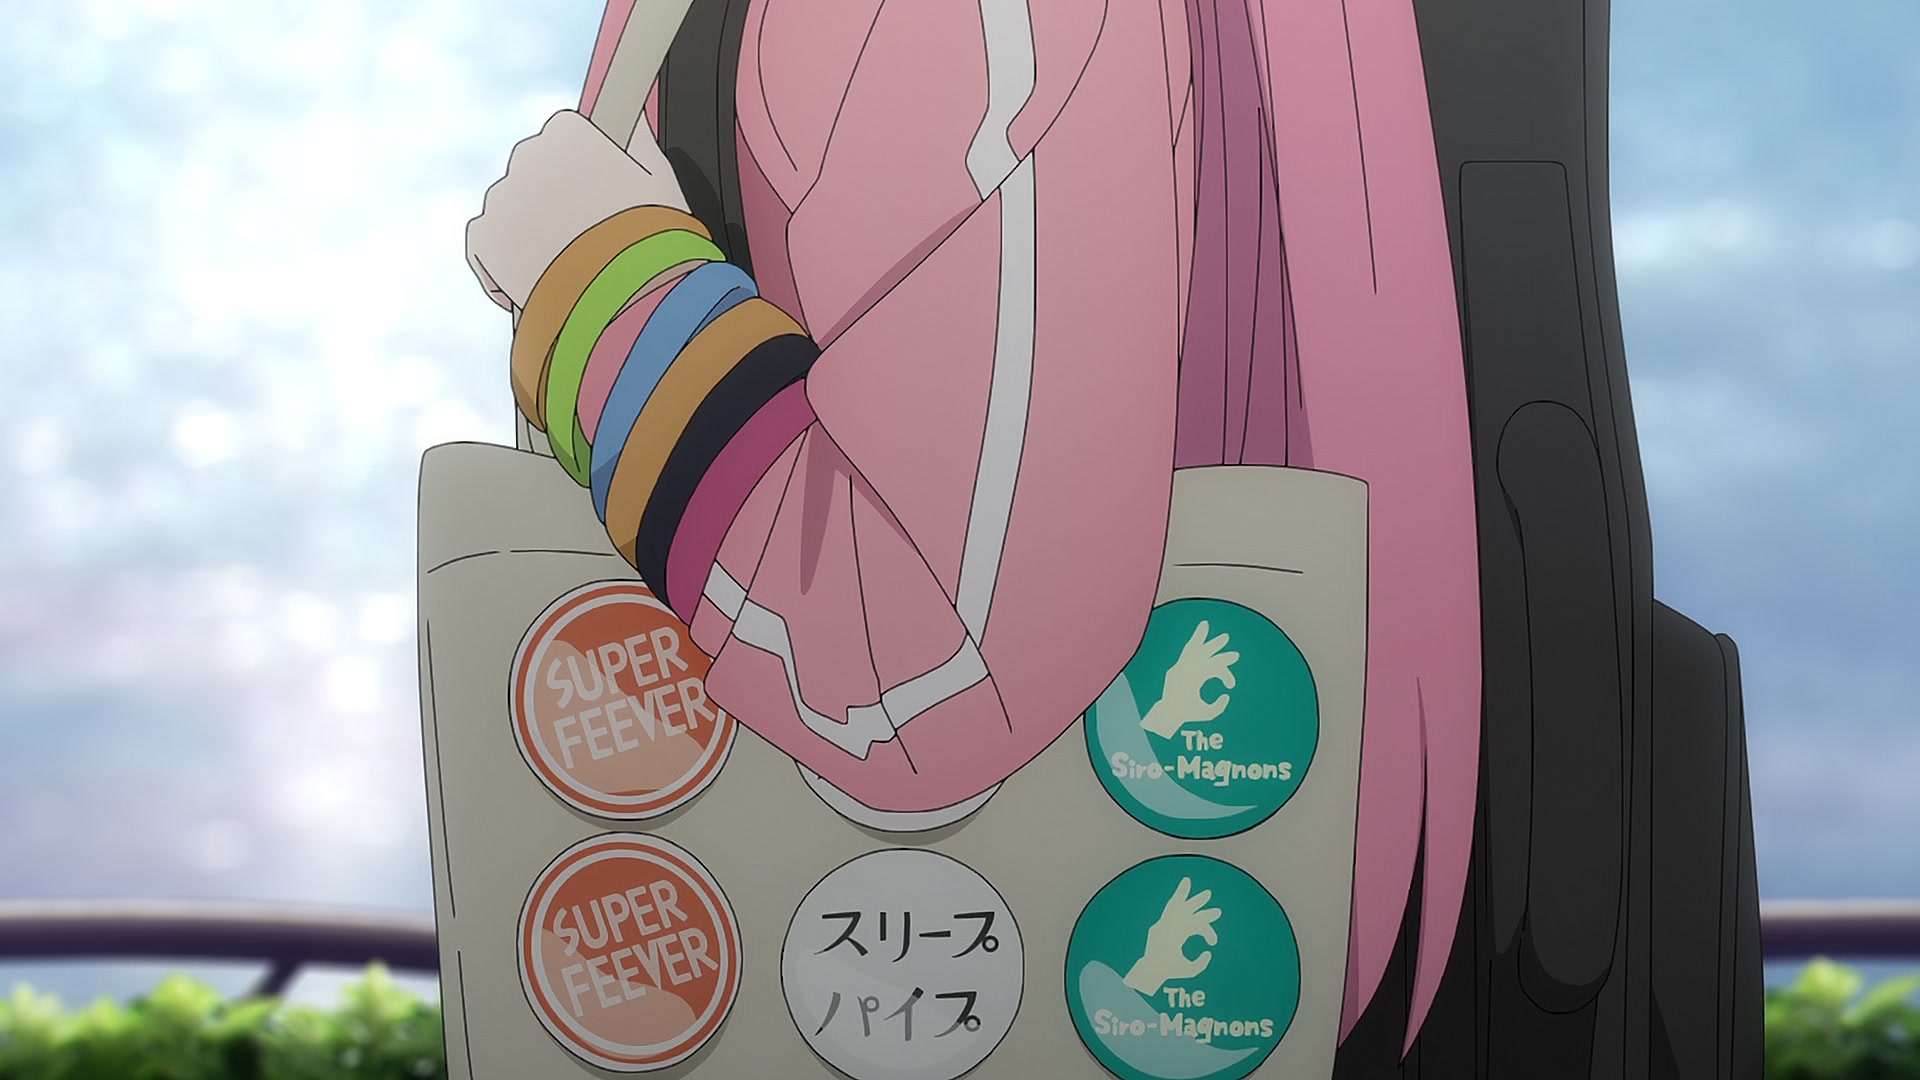 SUPER
FEEVER
The
Siro-Magnons
SUPER
FEEVER
スリープ
パイプ
The
Siro-Magnons